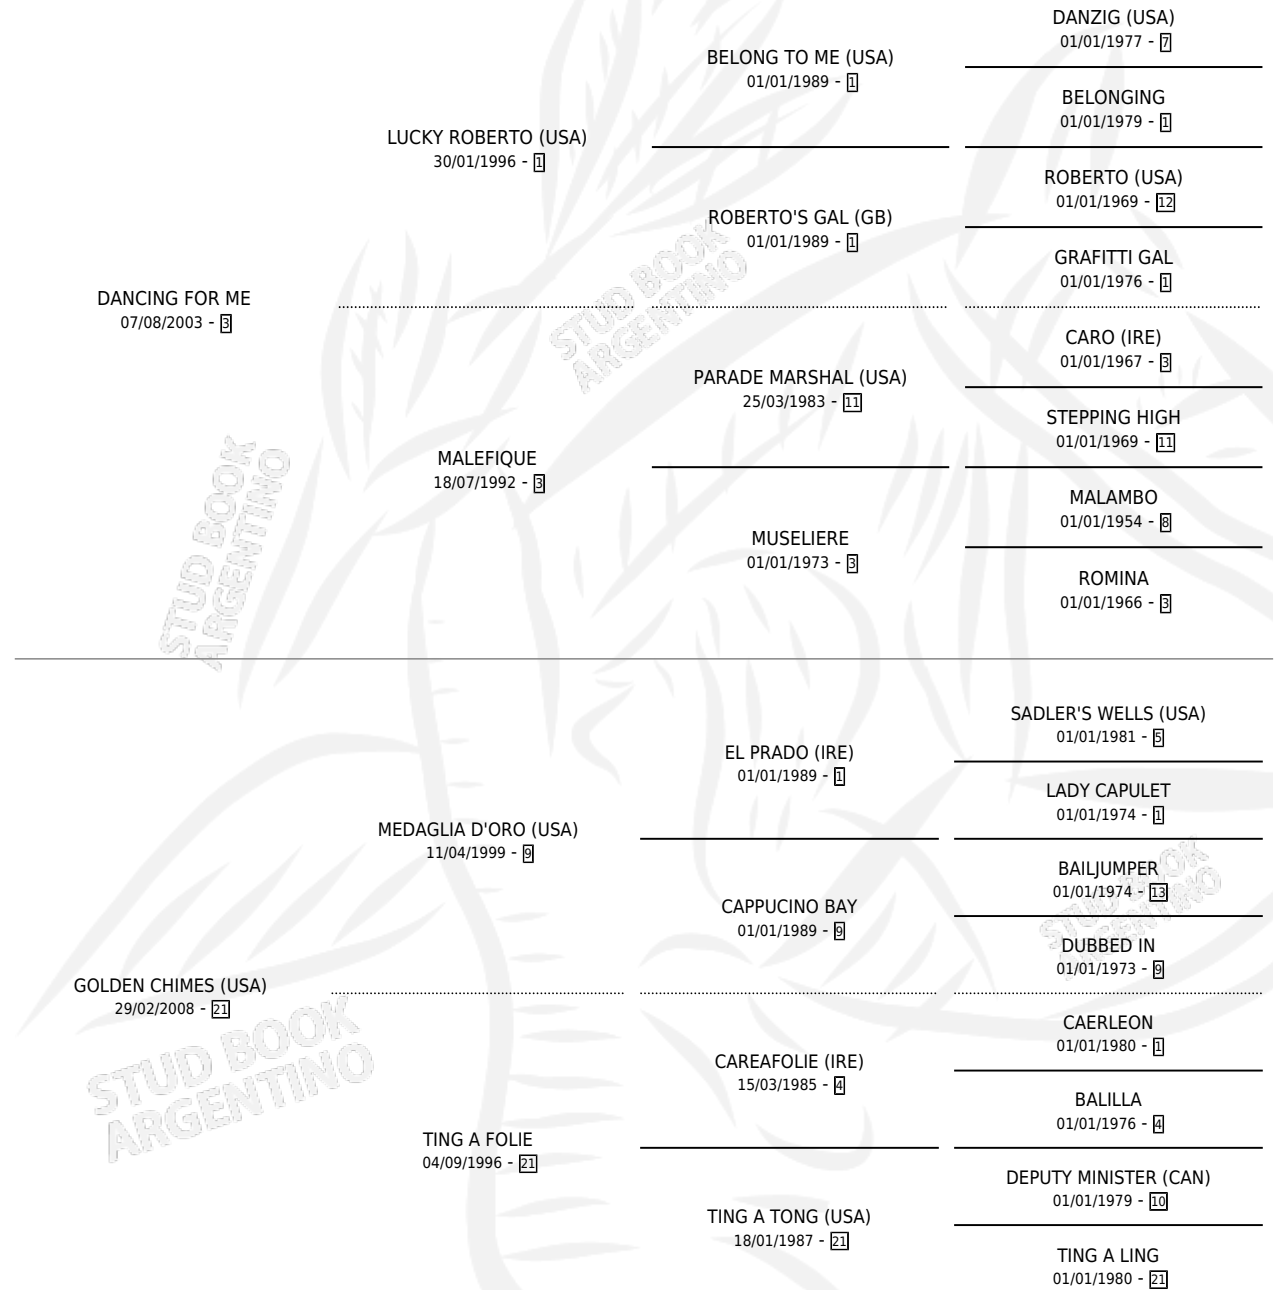 DANZIG (USA)
01/01/1977 - 7
BELONG TO ME (USA)
01/01/1989 - 1
BELONGING
01/01/1979 - 1
LUCKY ROBERTO (USA)
30/01/1996 - 1
ROBERTO (USA)
01/01/1969 - 12
ROBERTO'S GAL (GB)
01/01/1989 - 1
GRAFITTI GAL
01/01/1976 - 1
DANCING FOR ME
07/08/2003 - 3
STUD BOOK
ARGENTINO
CARO (IRE)
01/01/1967 - 3
PARADE MARSHAL (USA)
25/03/1983 - 11
STEPPING HIGH
01/01/1969 - 11
MALEFIQUE
18/07/1992 - 3
MALAMBO
01/01/1954 - 8
MUSELIERE
01/01/1973 - 3
ROMINA
01/01/1966 - 3
STUD BOOK
ARGENTINO
SADLER'S WELLS (USA)
01/01/1981 - 5
EL PRADO (IRE)
01/01/1989 - 1
LADY CAPULET
01/01/1974 - 1
MEDAGLIA D'ORO (USA)
11/04/1999 - 9
BAILJUMPER
01/01/1974 - 13
CAPPUCINO BAY
01/01/1989 - 9
DUBBED IN
01/01/1973 - 9
STUD BOOK
ARGENTINO
GOLDEN CHIMES (USA)
29/02/2008 - 21
STUD BOOK
ARGENTINO
CAERLEON
01/01/1980 - 1
CAREAFOLIE (IRE)
15/03/1985 - 4
BALILLA
01/01/1976 - 4
TING A FOLIE
04/09/1996 - 21
DEPUTY MINISTER (CAN)
01/01/1979 - 10
TING A TONG (USA)
18/01/1987 - 21
TING A LING
01/01/1980 - 21